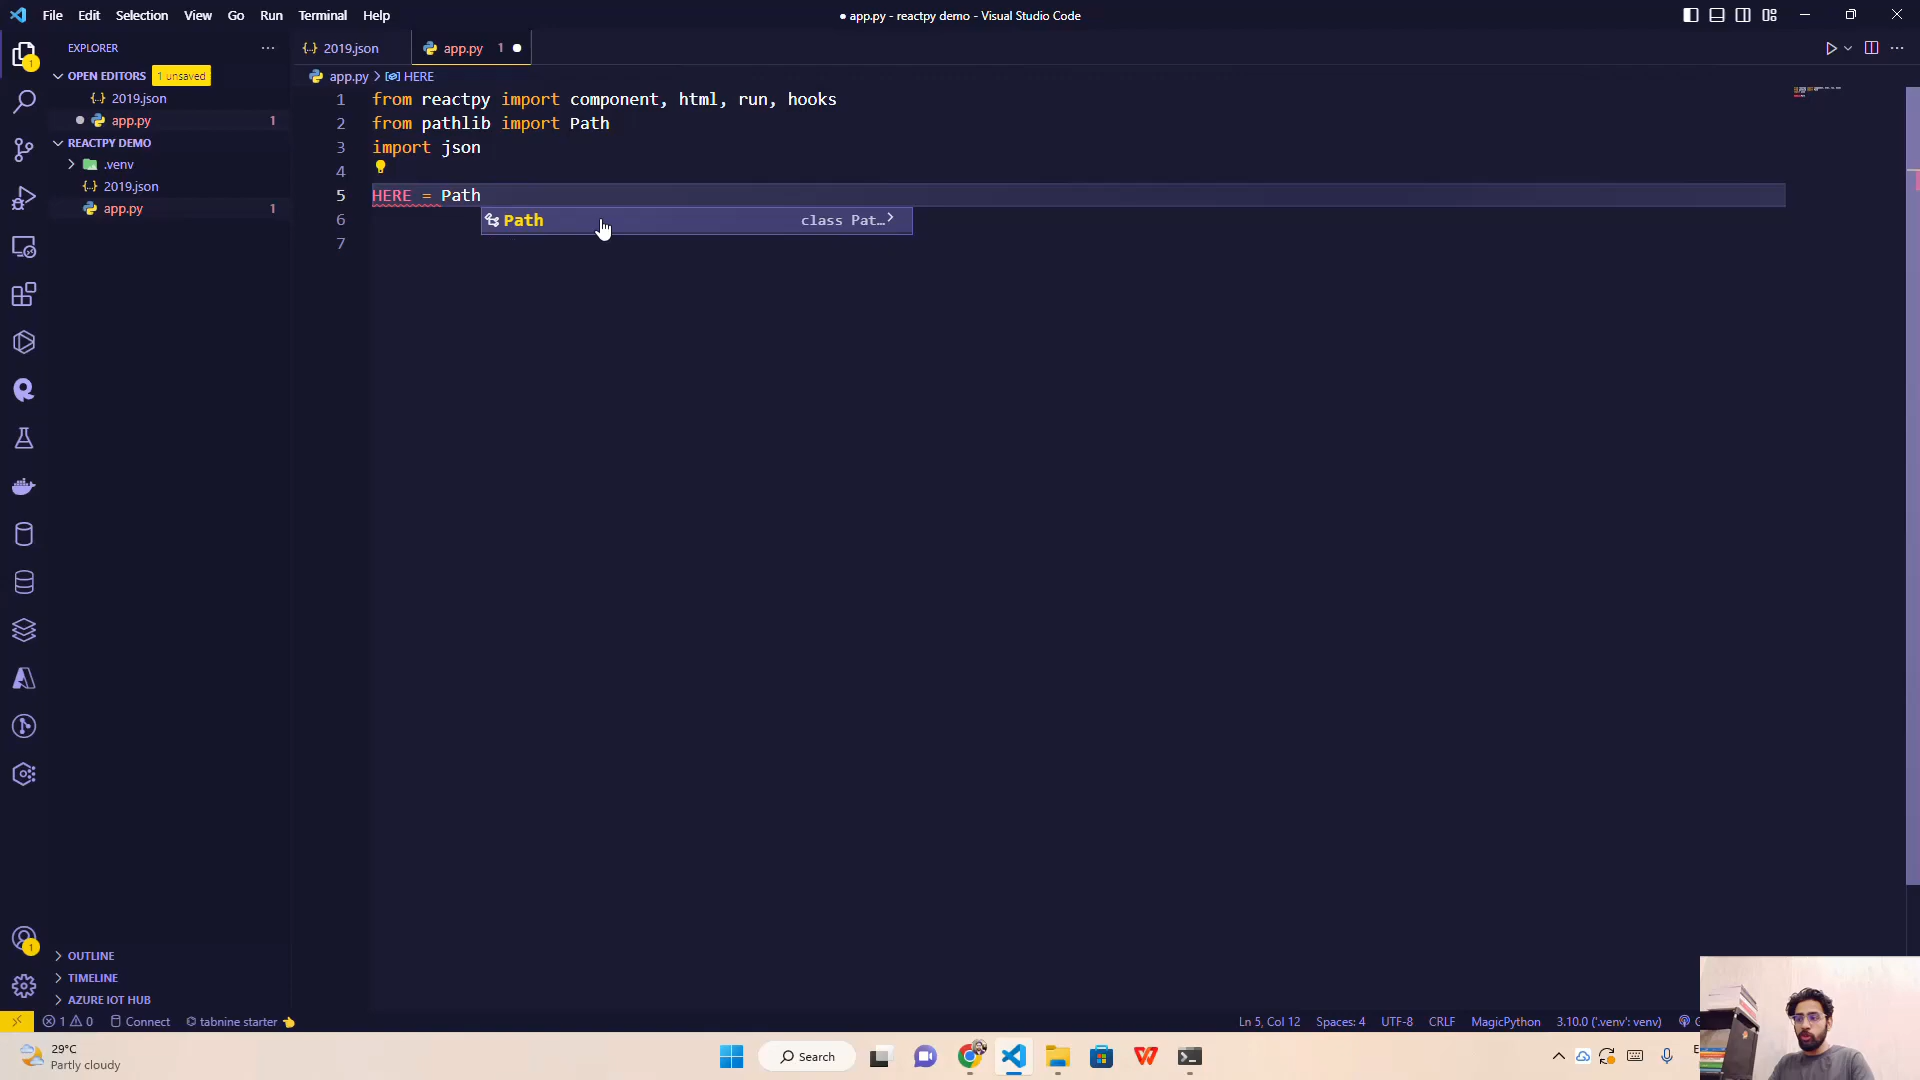 File Edit Selection View Go Run Terminal Help
● app.py - reactpy demo - Visual Studio Code
EXPLORER
2019.json
app.py 1
OPEN EDITORS 1 unsaved
app.py > HERE
2019.json
app.py 1
REACTPY DEMO
.venv
2019.json
app.py 1
1 from reactpy import component, html, run, hooks
2 from pathlib import Path
3 import json
4
5 HERE = Path
6
7
Path class Pat…
OUTLINE
TIMELINE
AZURE IOT HUB
1
1
1 0 Connect tabnine starter
Ln 5, Col 12 Spaces: 4 UTF-8 CRLF MagicPython 3.10.0 ('.venv': venv)
29°C
Partly cloudy
Search